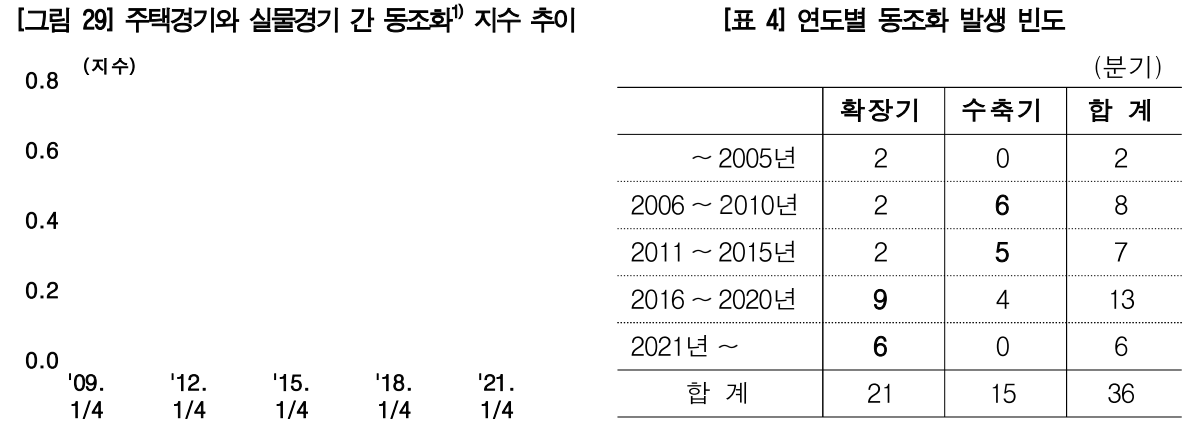 [그림 29] 주택경기와 실물경기 간 동조화1) 지수 추이
(지수)
0.8
0.6
0.4
0.2
0.0
'09. '12. '15. '18. '21.
1/4 1/4 1/4 1/4 1/4
[표 4] 연도별 동조화 발생 빈도
(분기)
확장기 수축기 합 계
~ 2005년 2 0 2
2006 ~ 2010년 2 6 8
2011 ~ 2015년 2 5 7
2016 ~ 2020년 9 4 13
2021년 ~ 6 0 6
합 계 21 15 36